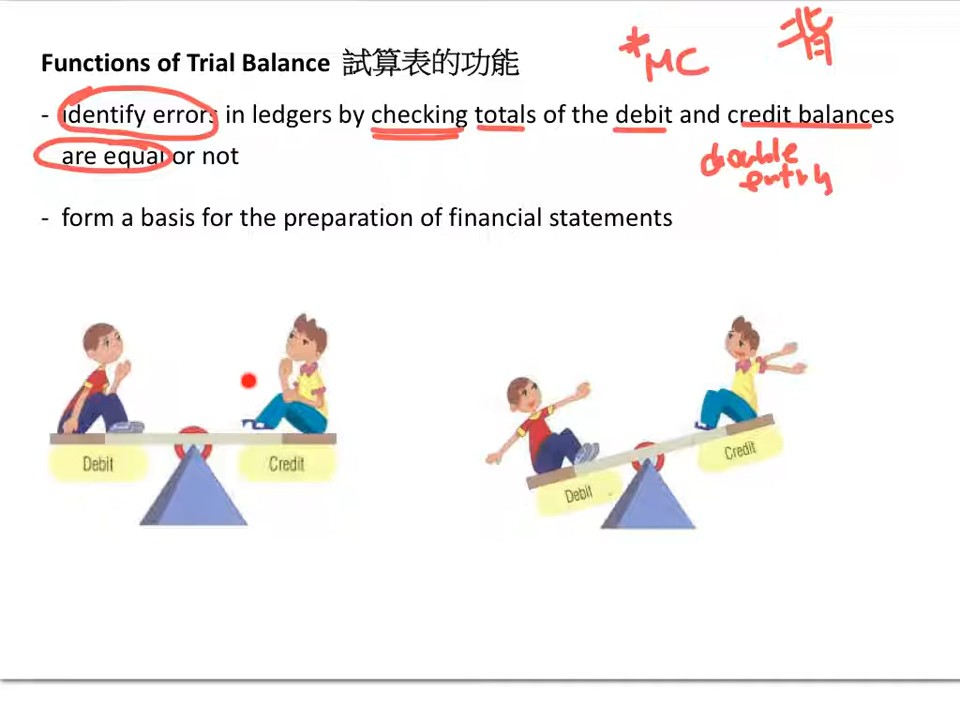 Functions of Trial Balance 試算表的功能
*MC
背
- identify errors in ledgers by checking totals of the debit and credit balances
are equal or not
double
entry
- form a basis for the preparation of financial statements
Debit
Credit
Debit
Credit